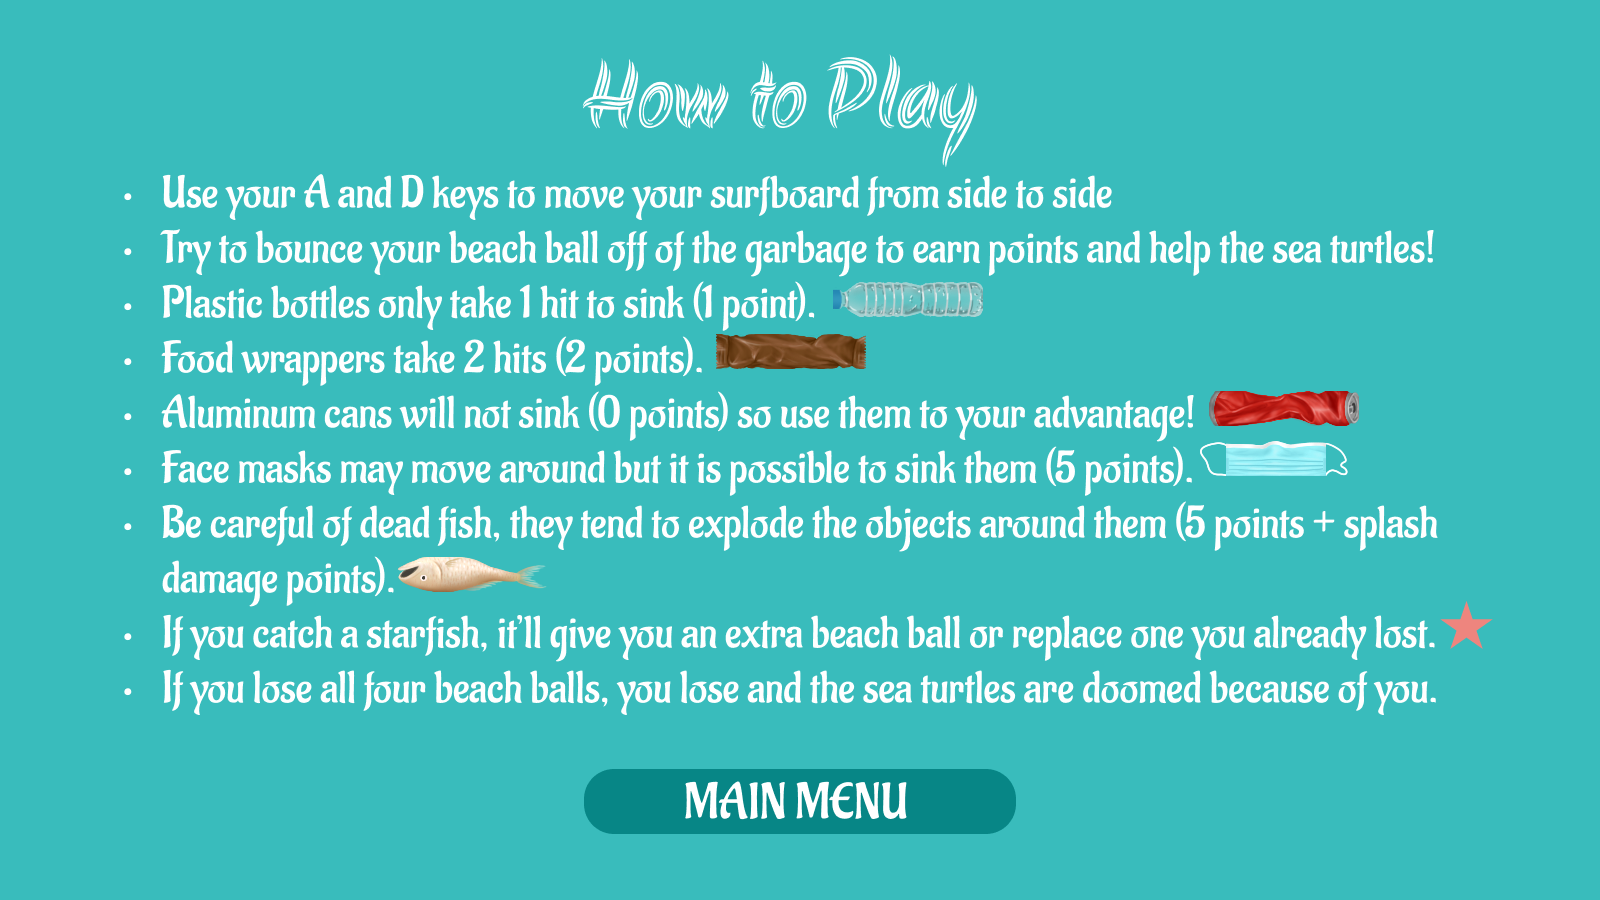 How to Play
• Use your A and D keys to move your surfboard from side to side
• Try to bounce your beach ball off of the garbage to earn points and help the sea turtles!
• Plastic bottles only take 1 hit to sink (1 point).
• Food wrappers take 2 hits (2 points).
• Aluminum cans will not sink (0 points) so use them to your advantage!
• Face masks may move around but it is possible to sink them (5 points).
• Be careful of dead fish, they tend to explode the objects around them (5 points + splash
damage points).
• If you catch a starfish, it'll give you an extra beach ball or replace one you already lost.
• If you lose all four beach balls, you lose and the sea turtles are doomed because of you.
MAIN MENU